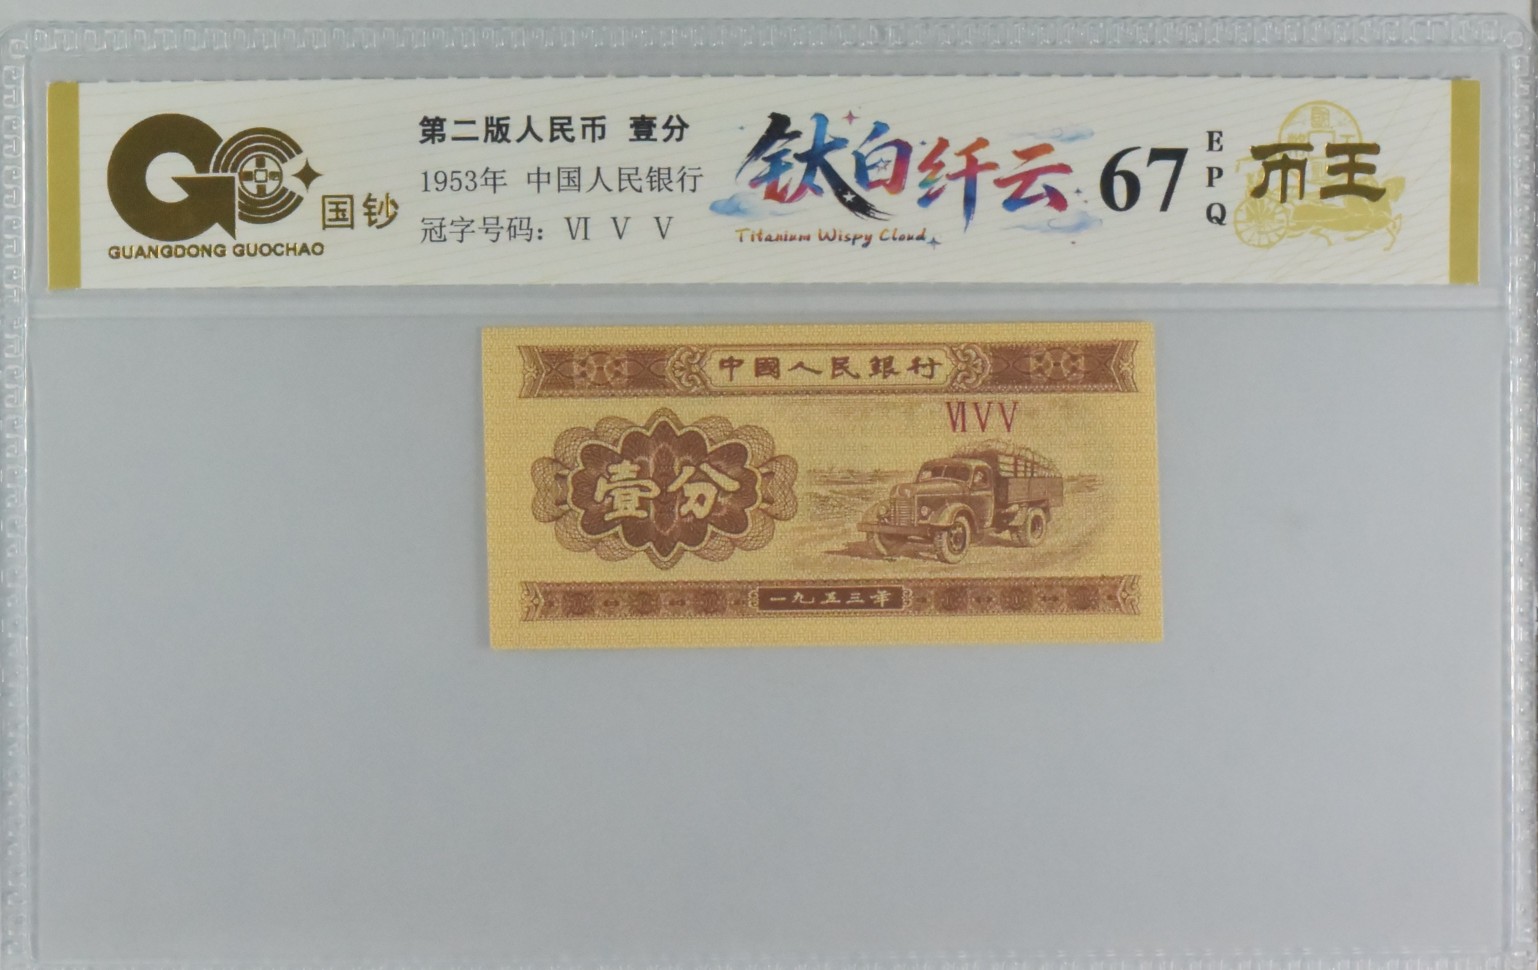 国钞
GUANGDONG GUOCHAO
第二版人民币 壹分
1953年 中国人民银行
冠字号码：Ⅵ Ⅴ Ⅴ
钛白纤云
Titanium Wispy Cloud
67
EPQ
币王
中國人民銀行
ⅥⅤⅤ
壹分
一九五三年